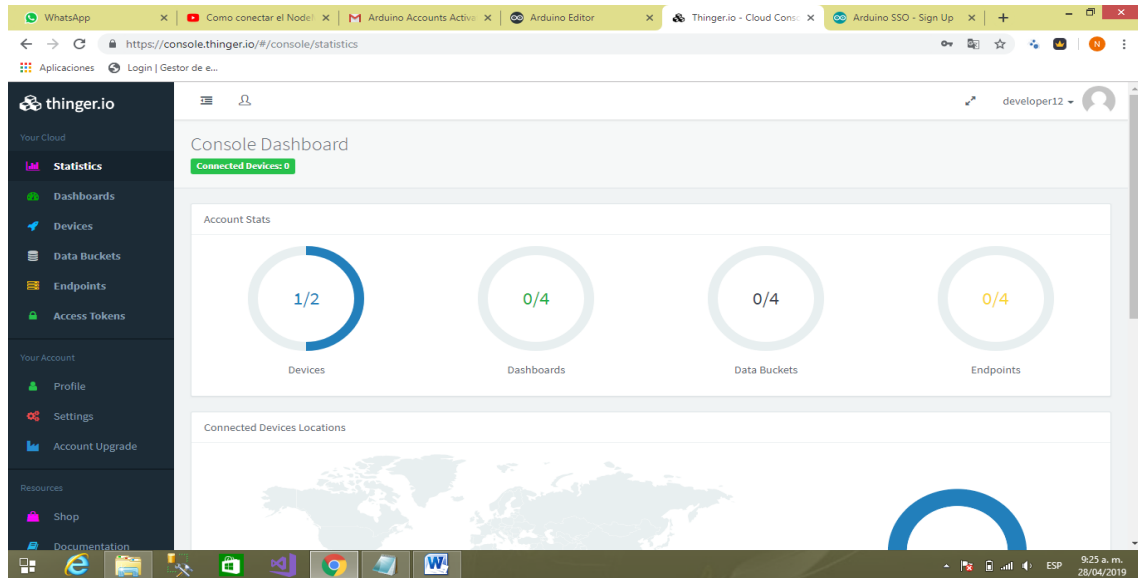 WhatsApp
Como conectar el Node
Arduino Accounts Activa
Arduino Editor
Thinger.io - Cloud Conso
Arduino SSO - Sign Up
https://console.thinger.io/#/console/statistics
N
Aplicaciones
Login | Gestor de e...
thinger.io
developer12
Your Cloud
Statistics
Dashboards
Devices
Data Buckets
Endpoints
Access Tokens
Your Account
Profile
Settings
Account Upgrade
Resources
Shop
Documentation
Console Dashboard
Connected Devices: 0
Account Stats
1/2
0/4
0/4
0/4
Devices
Dashboards
Data Buckets
Endpoints
Connected Devices Locations
ESP
9:25 a. m.
28/04/2019